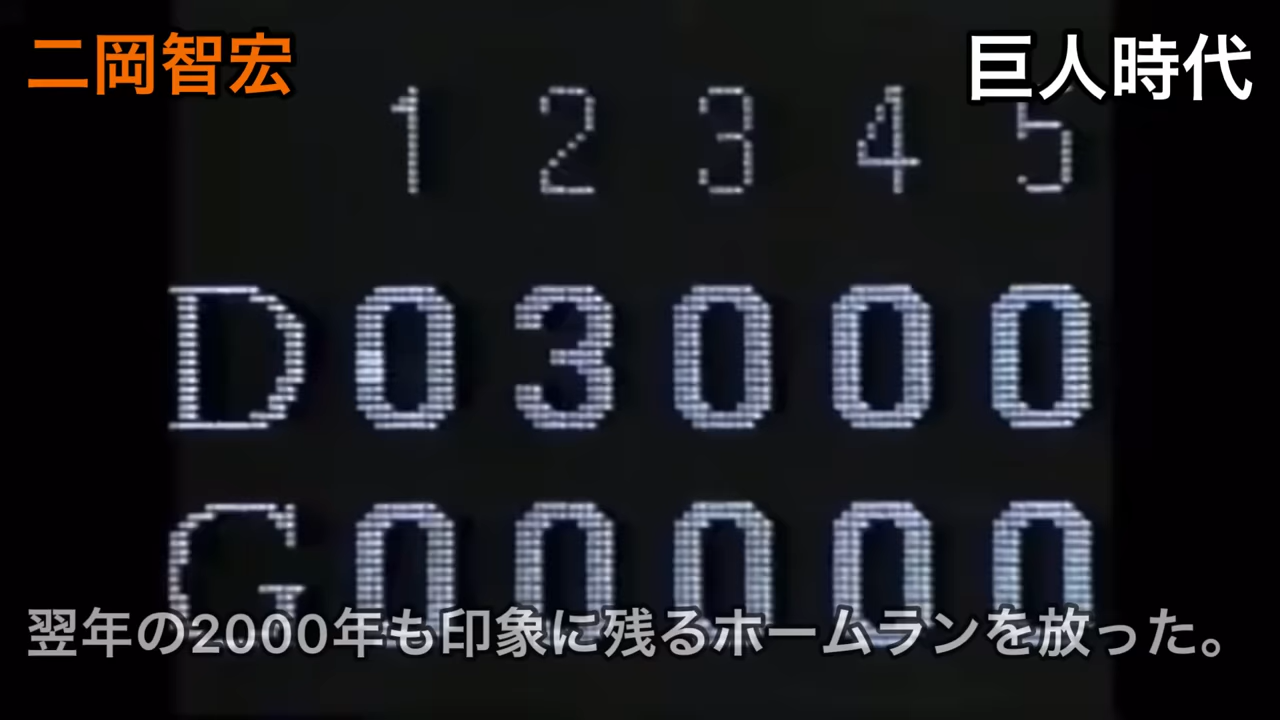 二岡智宏
巨人時代
1 2 3 4 5
D 0 3 0 0 0
G 0 0 0 0 0
翌年の2000年も印象に残るホームランを放った。